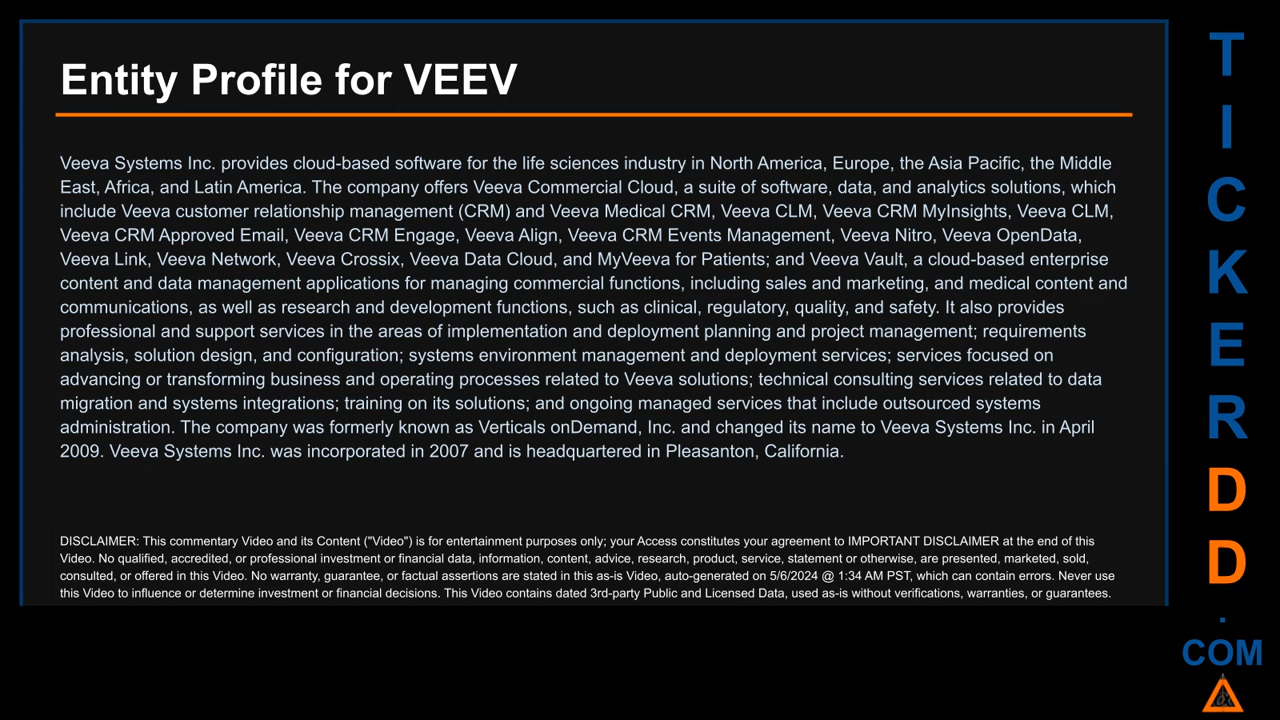 Entity Profile for VEEV
Veeva Systems Inc. provides cloud-based software for the life sciences industry in North America, Europe, the Asia Pacific, the Middle
East, Africa, and Latin America. The company offers Veeva Commercial Cloud, a suite of software, data, and analytics solutions, which
include Veeva customer relationship management (CRM) and Veeva Medical CRM, Veeva CLM, Veeva CRM MyInsights, Veeva CLM,
Veeva CRM Approved Email, Veeva CRM Engage, Veeva Align, Veeva CRM Events Management, Veeva Nitro, Veeva OpenData,
Veeva Link, Veeva Network, Veeva Crossix, Veeva Data Cloud, and MyVeeva for Patients; and Veeva Vault, a cloud-based enterprise
content and data management applications for managing commercial functions, including sales and marketing, and medical content and
communications, as well as research and development functions, such as clinical, regulatory, quality, and safety. It also provides
professional and support services in the areas of implementation and deployment planning and project management; requirements
analysis, solution design, and configuration; systems environment management and deployment services; services focused on
advancing or transforming business and operating processes related to Veeva solutions; technical consulting services related to data
migration and systems integrations; training on its solutions; and ongoing managed services that include outsourced systems
administration. The company was formerly known as Verticals onDemand, Inc. and changed its name to Veeva Systems Inc. in April
2009. Veeva Systems Inc. was incorporated in 2007 and is headquartered in Pleasanton, California.
DISCLAIMER: This commentary Video and its Content ("Video") is for entertainment purposes only; your Access constitutes your agreement to IMPORTANT DISCLAIMER at the end of this
Video. No qualified, accredited, or professional investment or financial data, information, content, advice, research, product, service, statement or otherwise, are presented, marketed, sold,
consulted, or offered in this Video. No warranty, guarantee, or factual assertions are stated in this as-is Video, auto-generated on 5/6/2024 @ 1:34 AM PST, which can contain errors. Never use
this Video to influence or determine investment or financial decisions. This Video contains dated 3rd-party Public and Licensed Data, used as-is without verifications, warranties, or guarantees.
T
I
C
K
E
R
D
D
.
COM